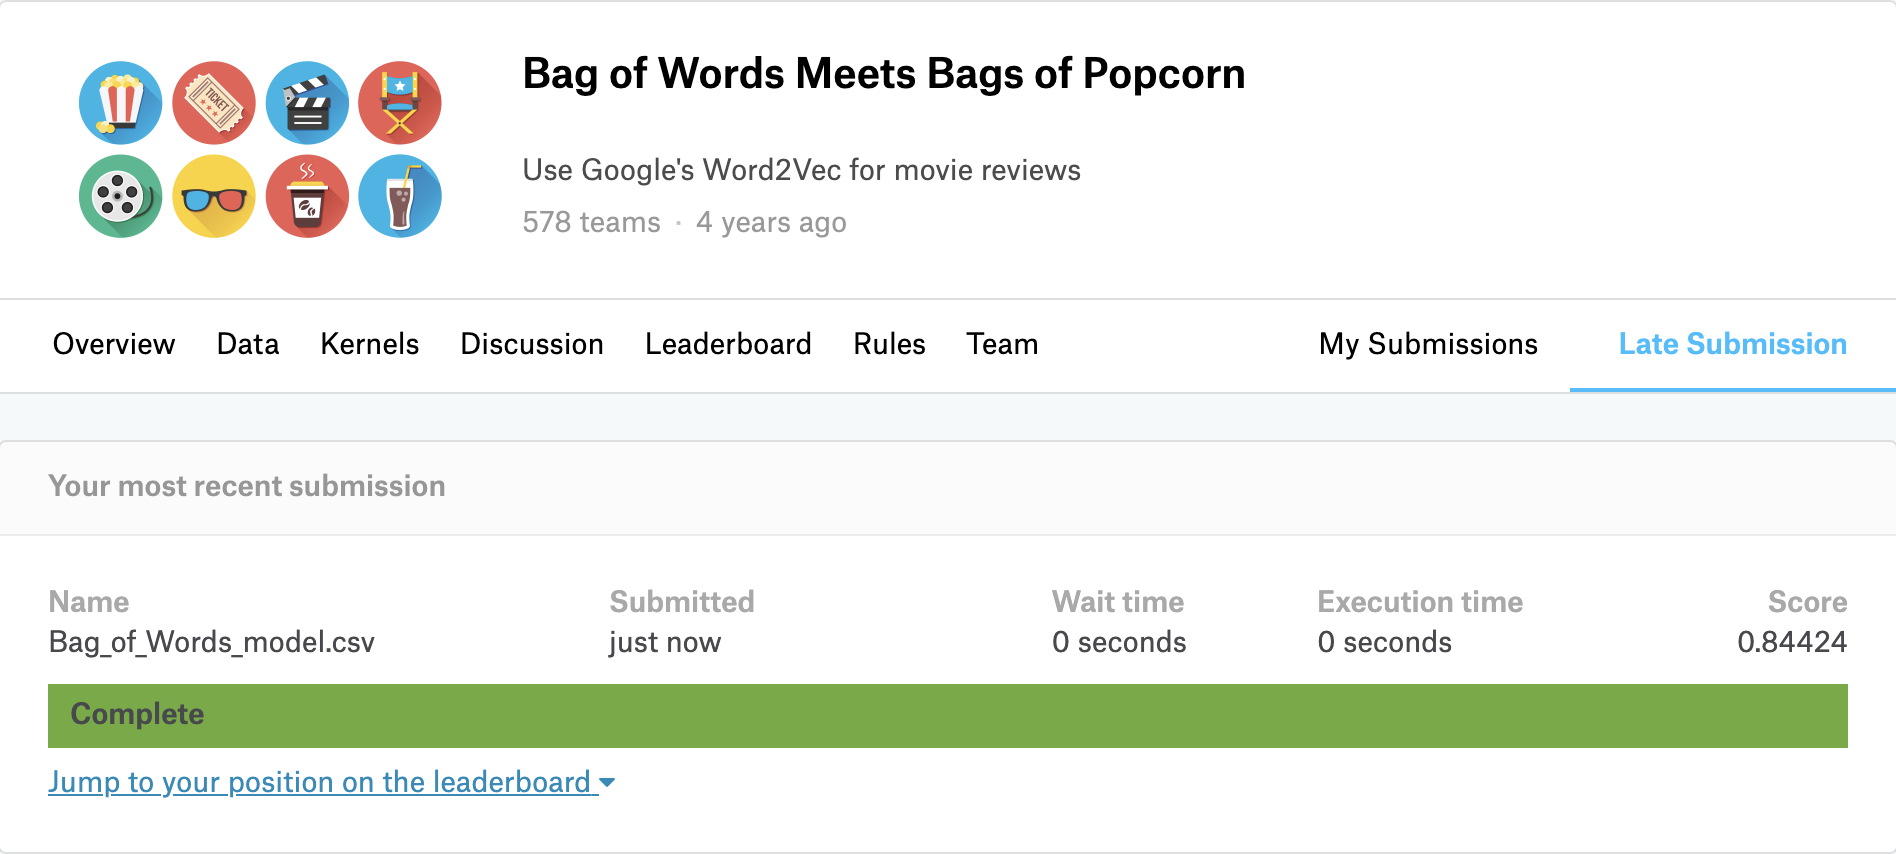 TICKET
Bag of Words Meets Bags of Popcorn
Use Google's Word2Vec for movie reviews
578 teams · 4 years ago
Overview Data Kernels Discussion Leaderboard Rules Team My Submissions Late Submission
Your most recent submission
Name Submitted Wait time Execution time Score
Bag_of_Words_model.csv just now 0 seconds 0 seconds 0.84424
Complete
Jump to your position on the leaderboard